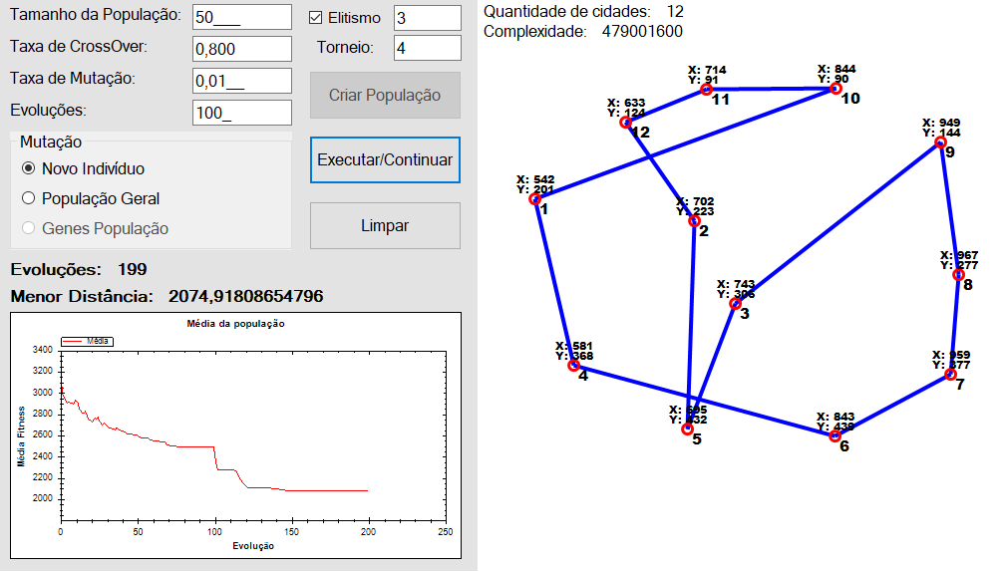 Tamanho da População: 50___
Elitismo 3
Taxa de CrossOver: 0,800
Torneio: 4
Taxa de Mutação: 0,01__
Criar População
Evoluções: 100_
Mutação
Novo Indivíduo
População Geral
Genes População
Executar/Continuar
Limpar
Evoluções: 199
Menor Distância: 2074,91808654796
Média da população
Média
Média Fitness
3400
3200
3000
2800
2600
2400
2200
2000
0 50 100 150 200 250
Evolução
Quantidade de cidades: 12
Complexidade: 479001600
X: 714
Y: 91
11
X: 844
Y: 90
10
X: 633
Y: 124
12
X: 949
Y: 144
9
X: 542
Y: 201
1
X: 702
Y: 223
2
X: 967
Y: 277
8
X: 743
Y: 306
3
X: 581
Y: 368
4
X: 959
Y: 377
7
X: 695
Y: 432
5
X: 843
Y: 439
6